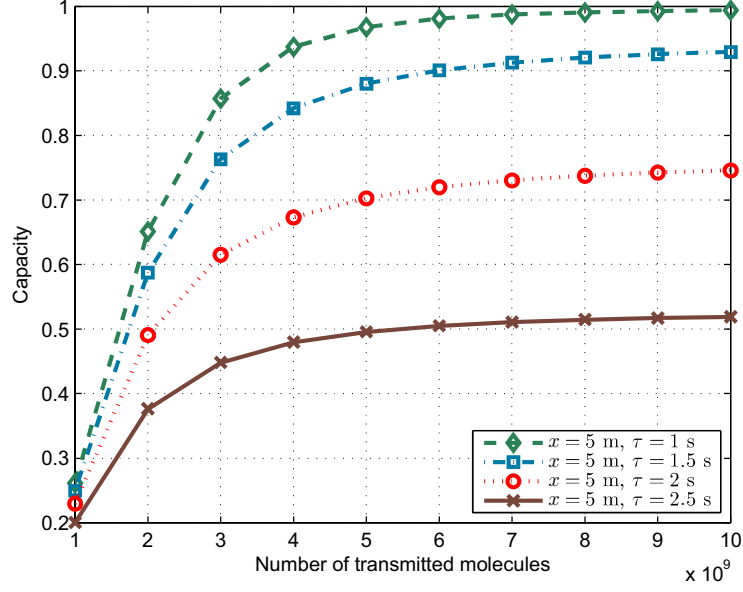 1
0.9
0.8
0.7
0.6
0.5
0.4
0.3
0.2
Capacity
x = 5 m, τ = 1 s
x = 5 m, τ = 1.5 s
x = 5 m, τ = 2 s
x = 5 m, τ = 2.5 s
1 2 3 4 5 6 7 8 9 10
Number of transmitted molecules
x 10⁹